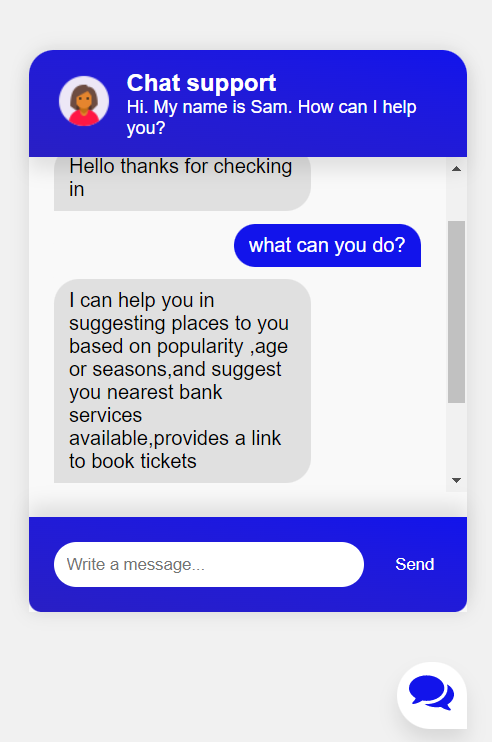 Chat support
Hi. My name is Sam. How can I help
you?
Hello thanks for checking
in
what can you do?
I can help you in
suggesting places to you
based on popularity ,age
or seasons,and suggest
you nearest bank
services
available,provides a link
to book tickets
Write a message...
Send